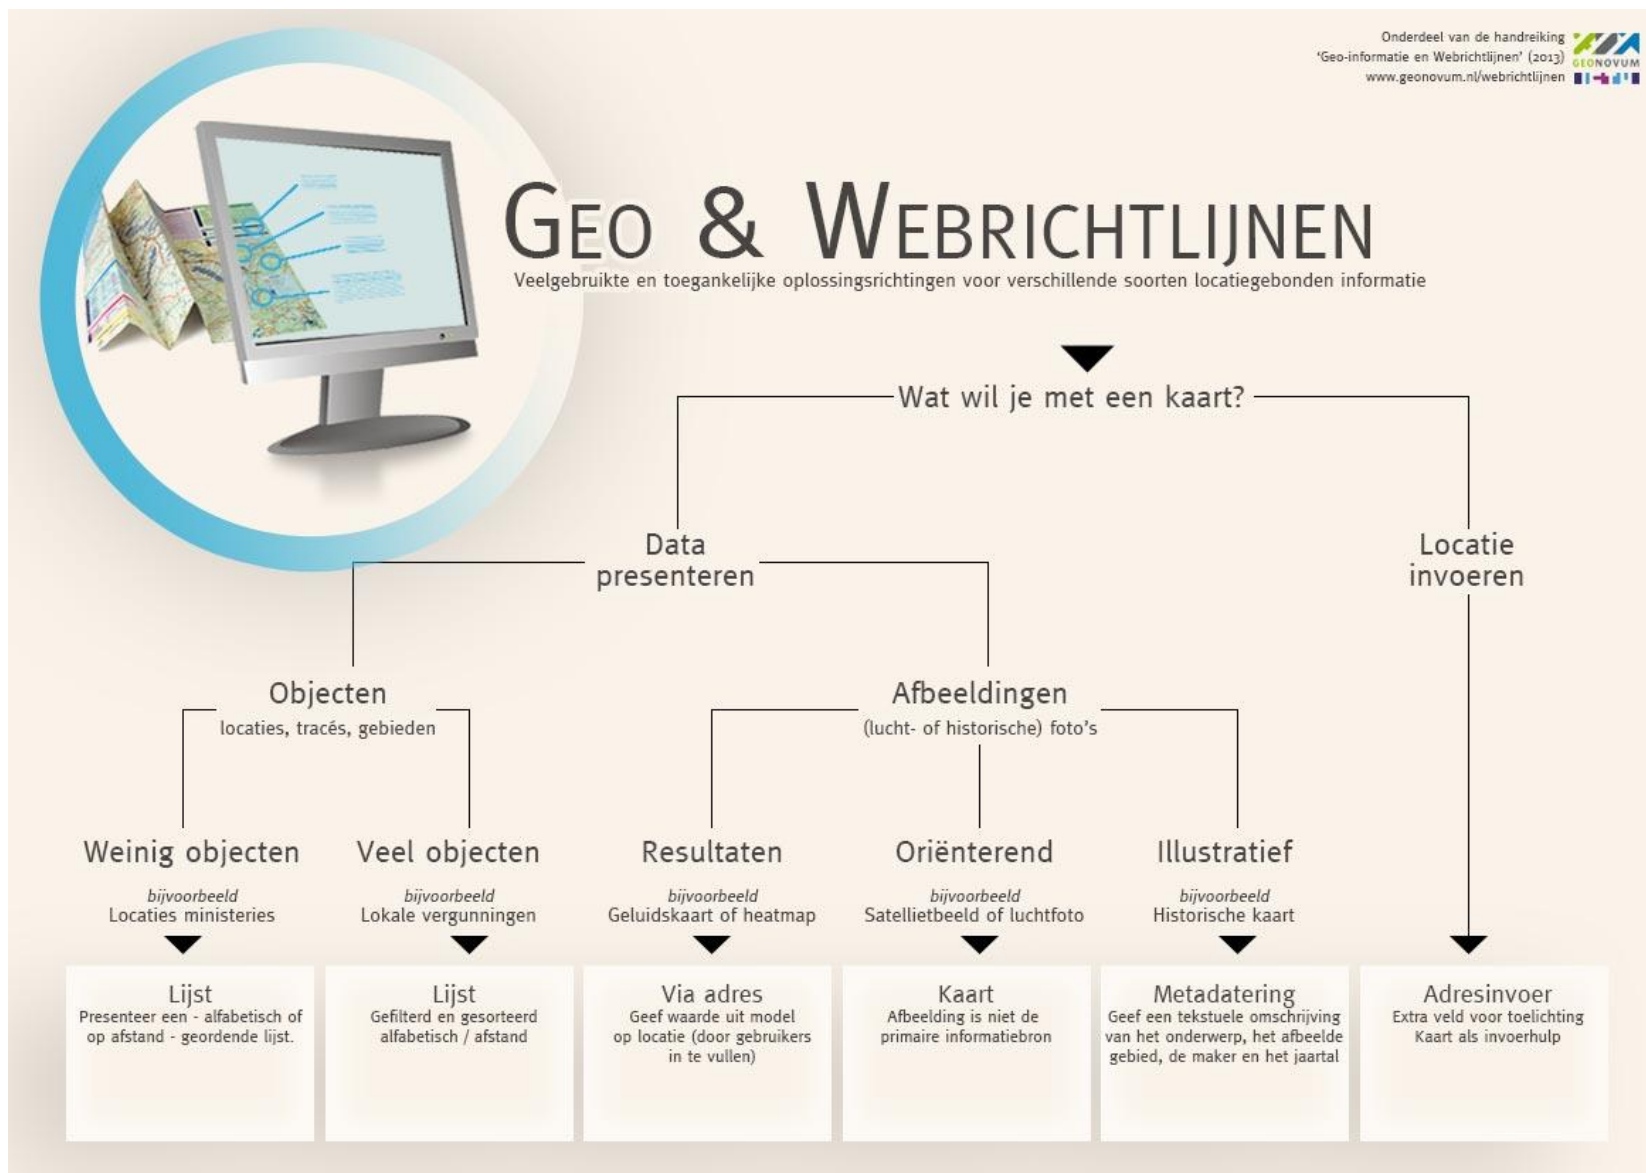 Onderdeel van de handreiking
'Geo-informatie en Webrichtlijnen' (2013)
www.geonovum.nl/webrichtlijnen
GEONOVUM
GEO & WEBRICHTLIJNEN
Veelgebruikte en toegankelijke oplossingsrichtingen voor verschillende soorten locatiegebonden informatie
Wat wil je met een kaart?
Data
presenteren
Locatie
invoeren
Objecten
locaties, tracés, gebieden
Afbeeldingen
(lucht- of historische) foto's
Weinig objecten
bijvoorbeeld
Locaties ministeries
Veel objecten
bijvoorbeeld
Lokale vergunningen
Resultaten
bijvoorbeeld
Geluidskaart of heatmap
Oriënterend
bijvoorbeeld
Satellietbeeld of luchtfoto
Illustratief
bijvoorbeeld
Historische kaart
Lijst
Presenteer een - alfabetisch of
op afstand - geordende lijst.
Lijst
Gefilterd en gesorteerd
alfabetisch / afstand
Via adres
Geef waarde uit model
op locatie (door gebruikers
in te vullen)
Kaart
Afbeelding is niet de
primaire informatiebron
Metadatering
Geef een tekstuele omschrijving
van het onderwerp, het afbeelde
gebied, de maker en het jaartal
Adresinvoer
Extra veld voor toelichting
Kaart als invoerhulp